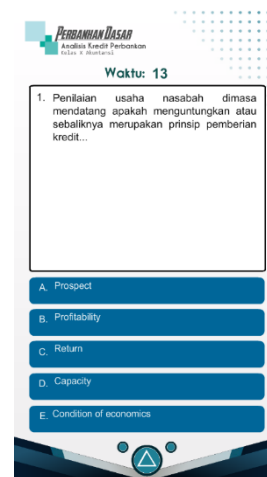 PERBANKAN DASAR
Analisis Kredit Perbankan
Kelas X Akuntansi
Waktu: 13
1. Penilaian usaha nasabah dimasa
mendatang apakah menguntungkan atau
sebaliknya merupakan prinsip pemberian
kredit...
A. Prospect
B. Profitability
C. Return
D. Capacity
E. Condition of economics